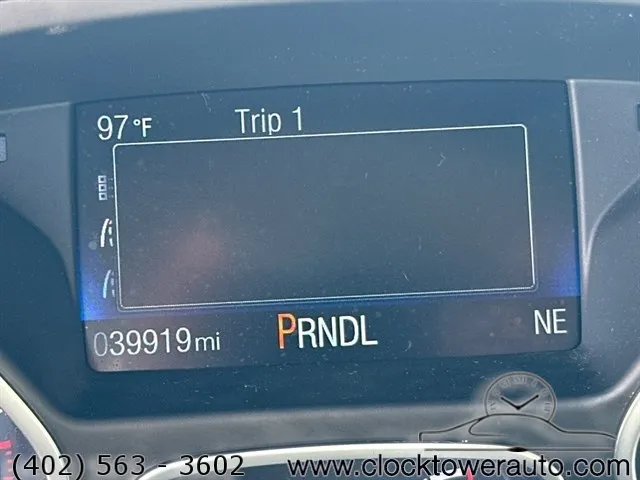 97°F Trip 1
039919 mi PRNDL NE
(402) 563 - 3602 www.clocktowerauto.com